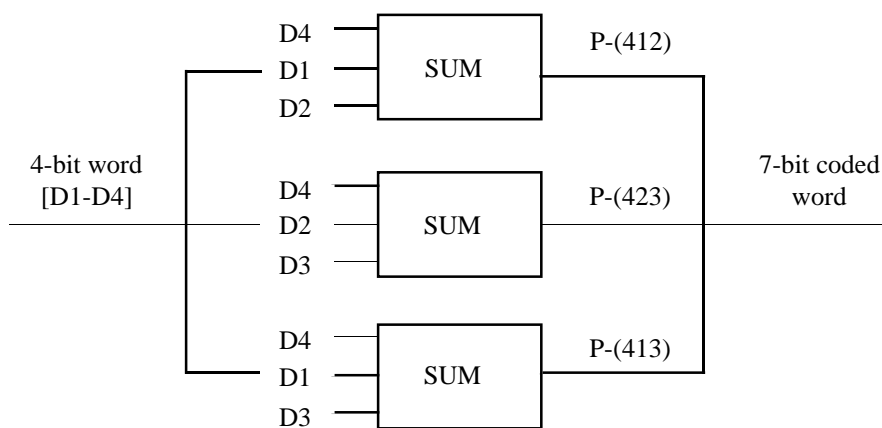 D4
D1
D2
SUM
P-(412)
4-bit word
[D1-D4]
D4
D2
D3
SUM
P-(423)
7-bit coded
word
D4
D1
D3
SUM
P-(413)